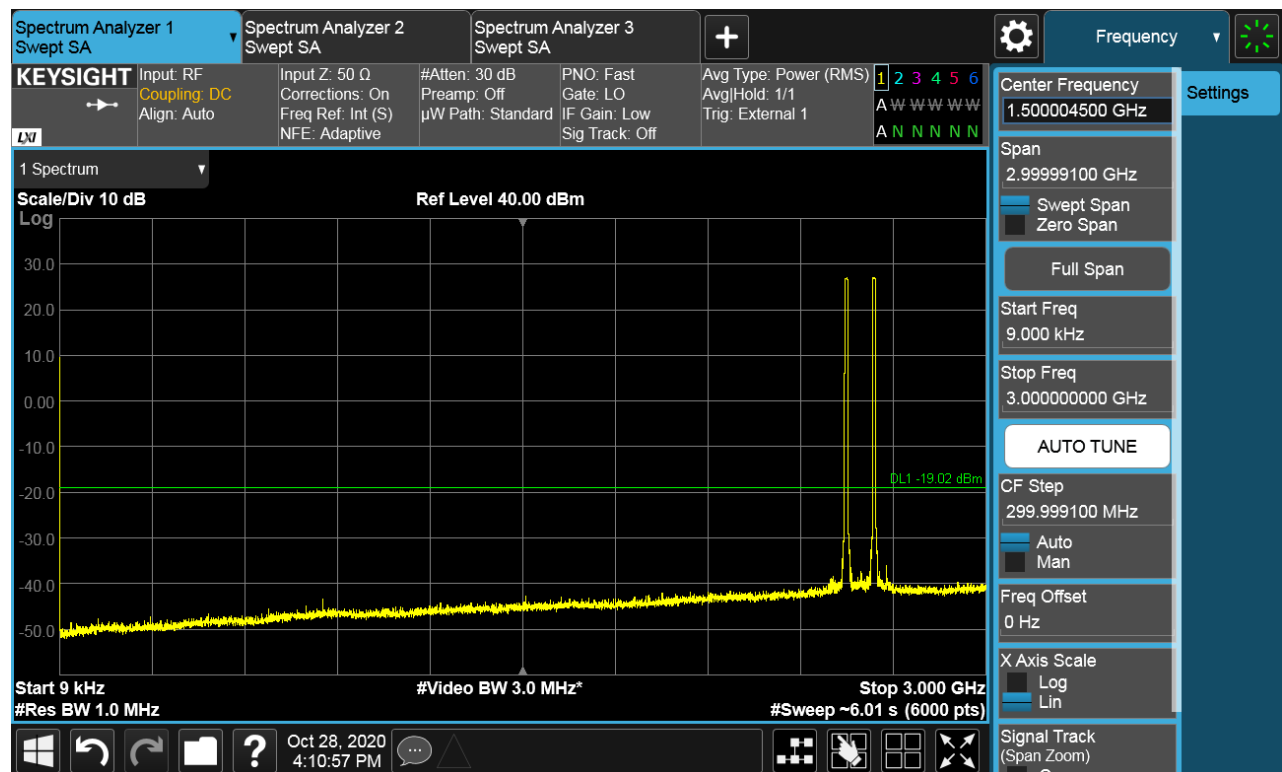 Spectrum Analyzer 1
Swept SA
Spectrum Analyzer 2
Swept SA
Spectrum Analyzer 3
Swept SA
+
Frequency
KEYSIGHT
LXI
Input: RF
Coupling: DC
Align: Auto
Input Z: 50 Ω
Corrections: On
Freq Ref: Int (S)
NFE: Adaptive
#Atten: 30 dB
Preamp: Off
µW Path: Standard
PNO: Fast
Gate: LO
IF Gain: Low
Sig Track: Off
Avg Type: Power (RMS)
Avg|Hold: 1/1
Trig: External 1
1 2 3 4 5 6
A W W W W W
A N N N N N
1 Spectrum
Scale/Div 10 dB
Ref Level 40.00 dBm
Log
30.0
20.0
10.0
0.00
-10.0
DL1 -19.02 dBm
-20.0
-30.0
-40.0
-50.0
Start 9 kHz
#Video BW 3.0 MHz*
Stop 3.000 GHz
#Res BW 1.0 MHz
#Sweep ~6.01 s (6000 pts)
Center Frequency
1.500004500 GHz
Settings
Span
2.99999100 GHz
Swept Span
Zero Span
Full Span
Start Freq
9.000 kHz
Stop Freq
3.000000000 GHz
AUTO TUNE
CF Step
299.999100 MHz
Auto
Man
Freq Offset
0 Hz
X Axis Scale
Log
Lin
Signal Track
(Span Zoom)
?
Oct 28, 2020
4:10:57 PM